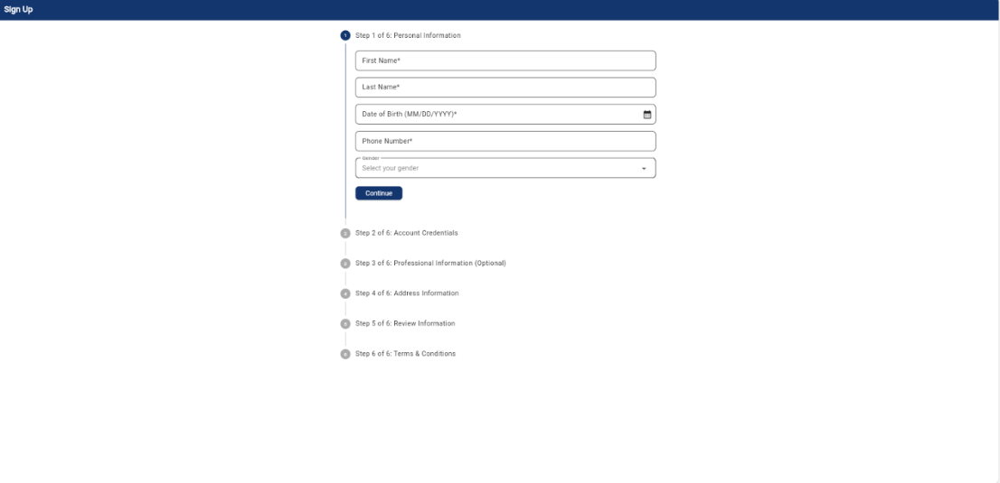 Sign Up
1 Step 1 of 6: Personal Information
First Name*
Last Name*
Date of Birth (MM/DD/YYYY)*
Phone Number*
Gender
Select your gender
Continue
2 Step 2 of 6: Account Credentials
3 Step 3 of 6: Professional Information (Optional)
4 Step 4 of 6: Address Information
5 Step 5 of 6: Review Information
6 Step 6 of 6: Terms & Conditions